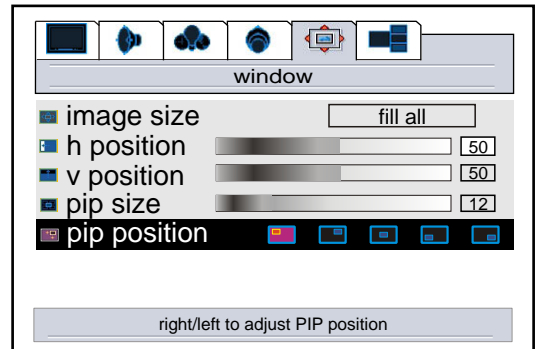 window
image size fill all
h position 50
v position 50
pip size 12
pip position
right/left to adjust PIP position